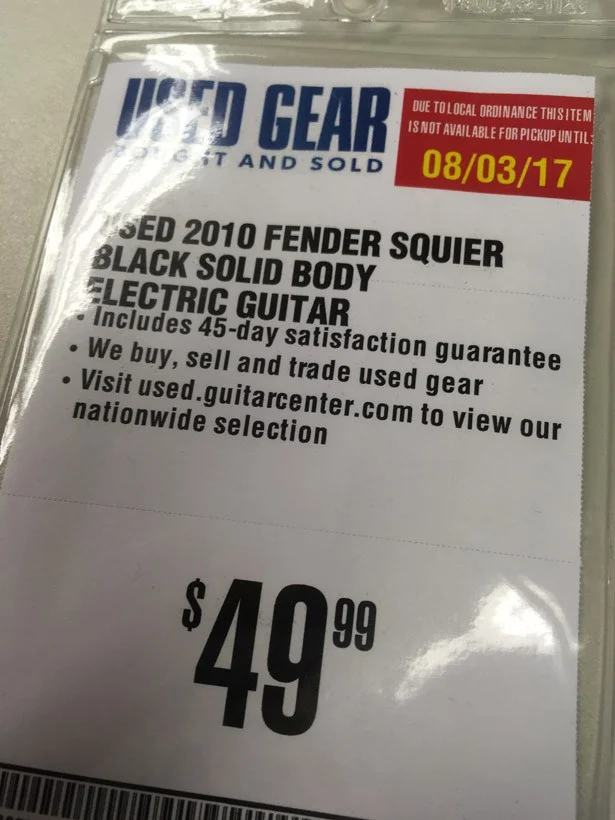 USED GEAR
BOUGHT AND SOLD
DUE TO LOCAL ORDINANCE THIS ITEM
IS NOT AVAILABLE FOR PICKUP UNTIL:
08/03/17
USED 2010 FENDER SQUIER
BLACK SOLID BODY
ELECTRIC GUITAR
• Includes 45-day satisfaction guarantee
• We buy, sell and trade used gear
• Visit used.guitarcenter.com to view our
nationwide selection
$49.99